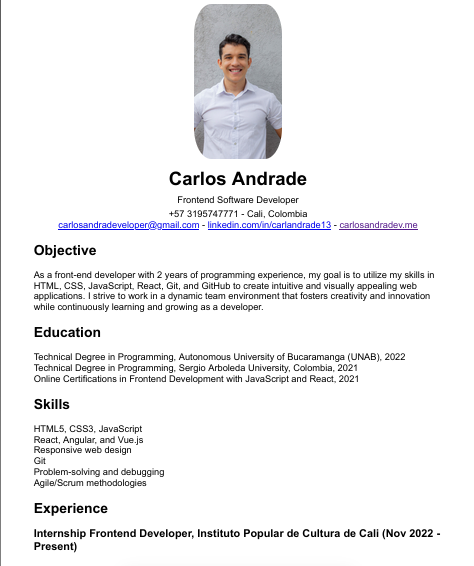 Carlos Andrade
Frontend Software Developer
+57 3195747771 - Cali, Colombia
carlosandradeveloper@gmail.com - linkedin.com/in/carlandrade13 - carlosandradev.me
Objective
As a front-end developer with 2 years of programming experience, my goal is to utilize my skills in
HTML, CSS, JavaScript, React, Git, and GitHub to create intuitive and visually appealing web
applications. I strive to work in a dynamic team environment that fosters creativity and innovation
while continuously learning and growing as a developer.
Education
Technical Degree in Programming, Autonomous University of Bucaramanga (UNAB), 2022
Technical Degree in Programming, Sergio Arboleda University, Colombia, 2021
Online Certifications in Frontend Development with JavaScript and React, 2021
Skills
HTML5, CSS3, JavaScript
React, Angular, and Vue.js
Responsive web design
Git
Problem-solving and debugging
Agile/Scrum methodologies
Experience
Internship Frontend Developer, Instituto Popular de Cultura de Cali (Nov 2022 -
Present)